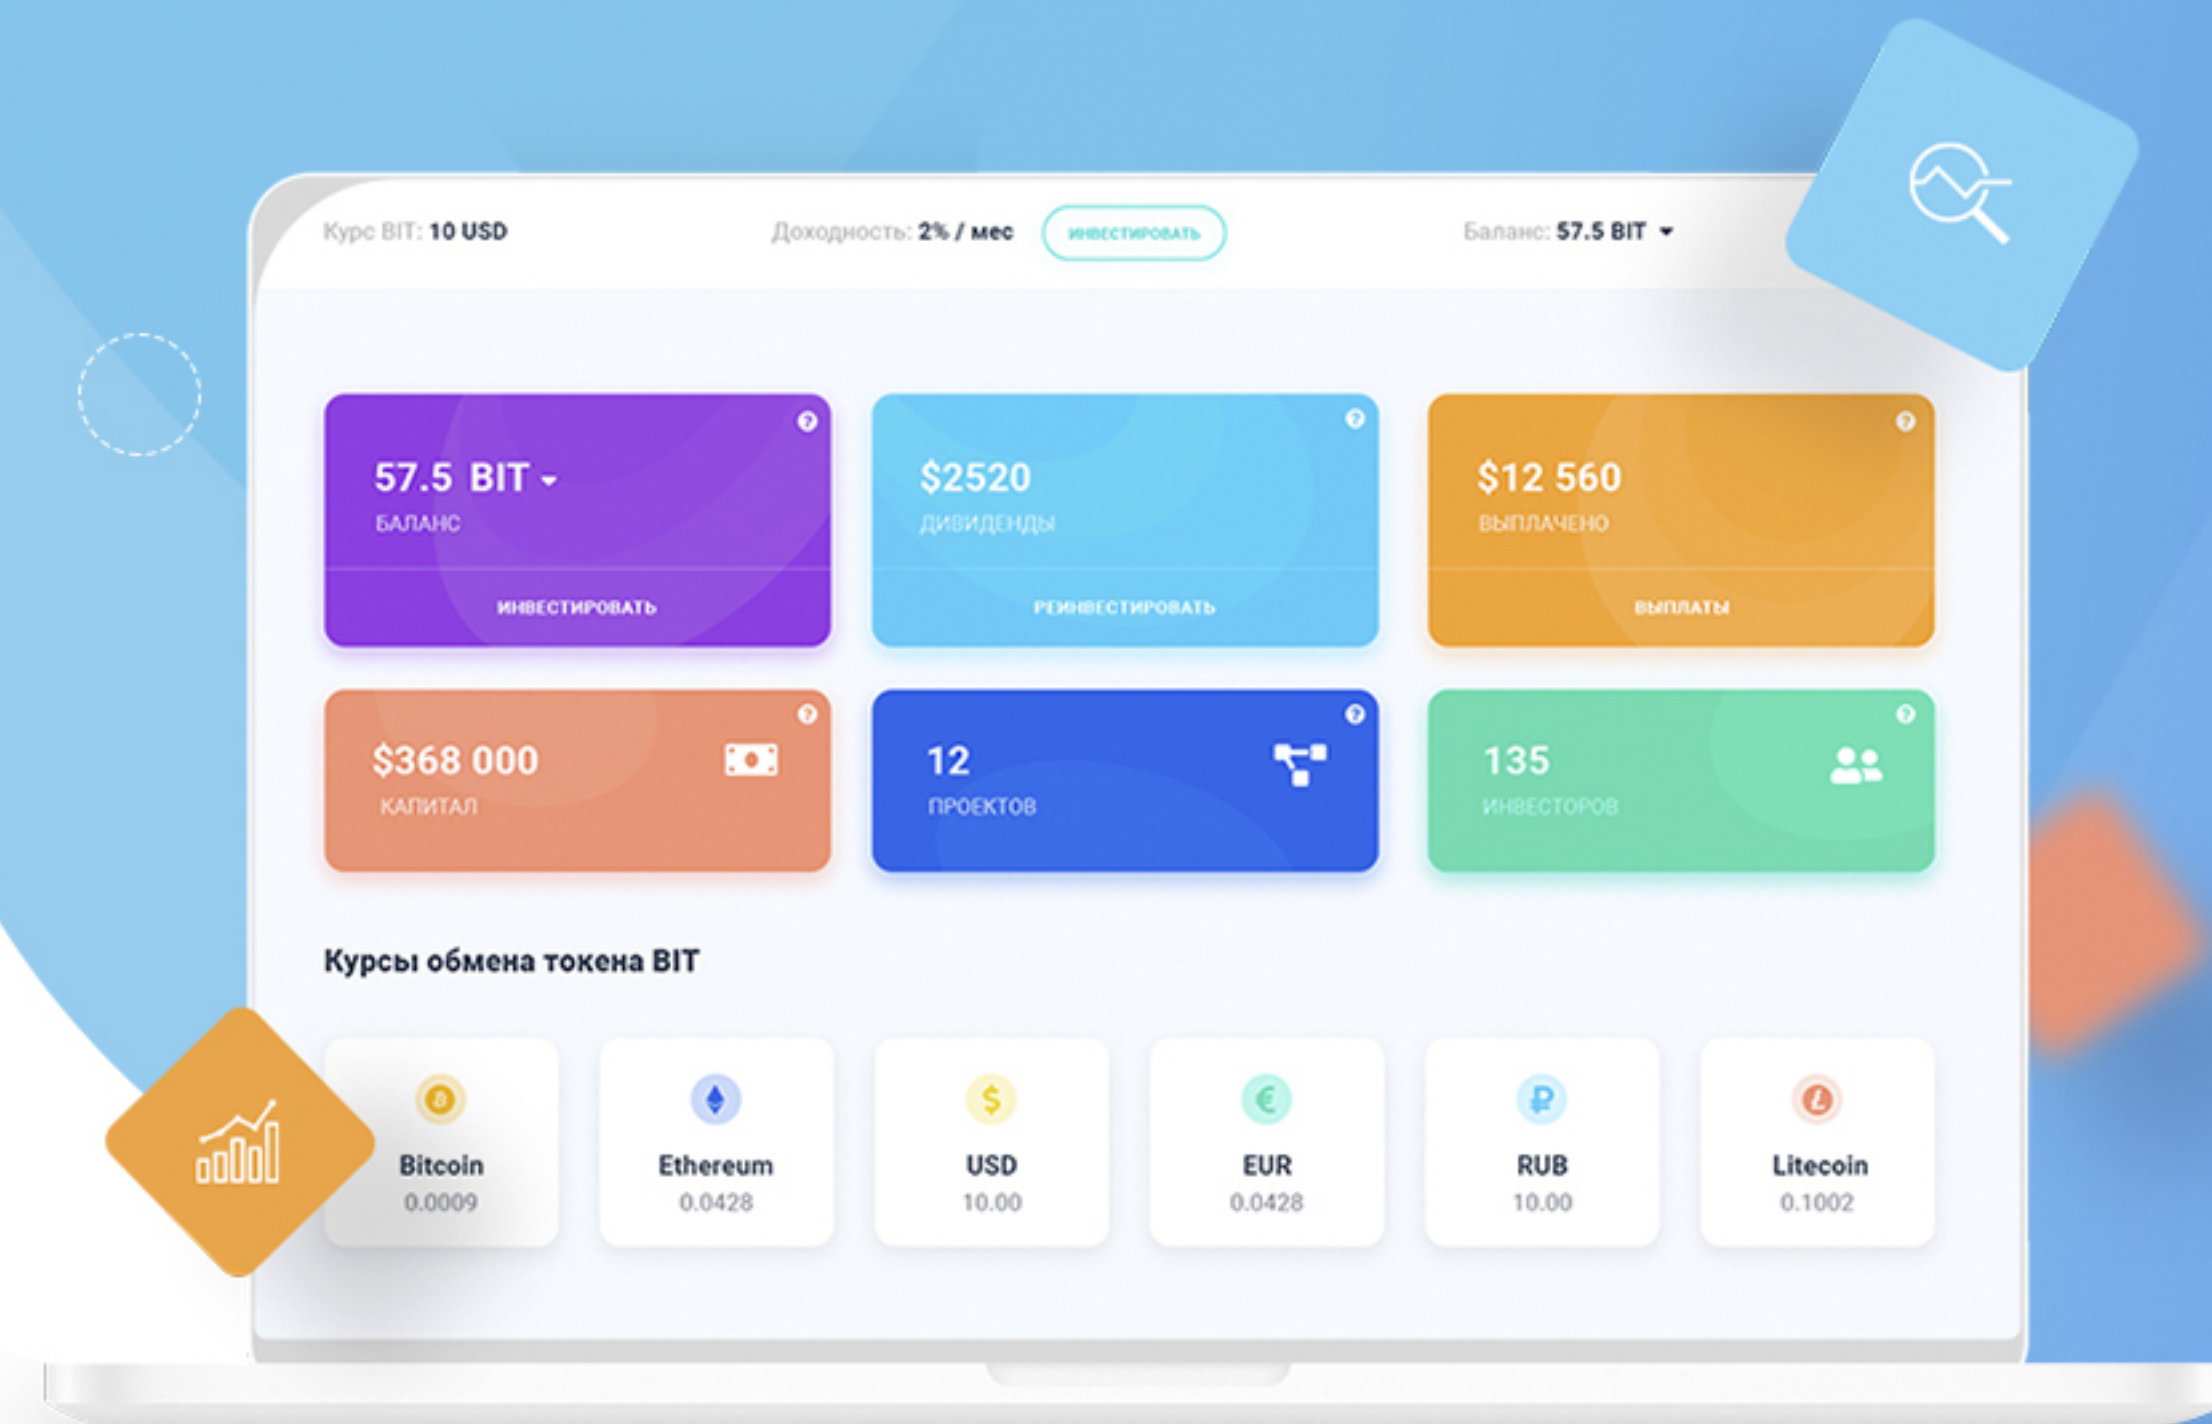 Курс BIT: 10 USD
Доходность: 2% / мес
ИНВЕСТИРОВАТЬ
Баланс: 57.5 BIT
57.5 BIT
БАЛАНС
ИНВЕСТИРОВАТЬ
$2520
ДИВИДЕНДЫ
РЕИНВЕСТИРОВАТЬ
$12 560
ВЫПЛАЧЕНО
ВЫПЛАТЫ
$368 000
КАПИТАЛ
12
ПРОЕКТОВ
135
ИНВЕСТОРОВ
Курсы обмена токена BIT
Bitcoin
0.0009
Ethereum
0.0428
USD
10.00
EUR
0.0428
RUB
10.00
Litecoin
0.1002